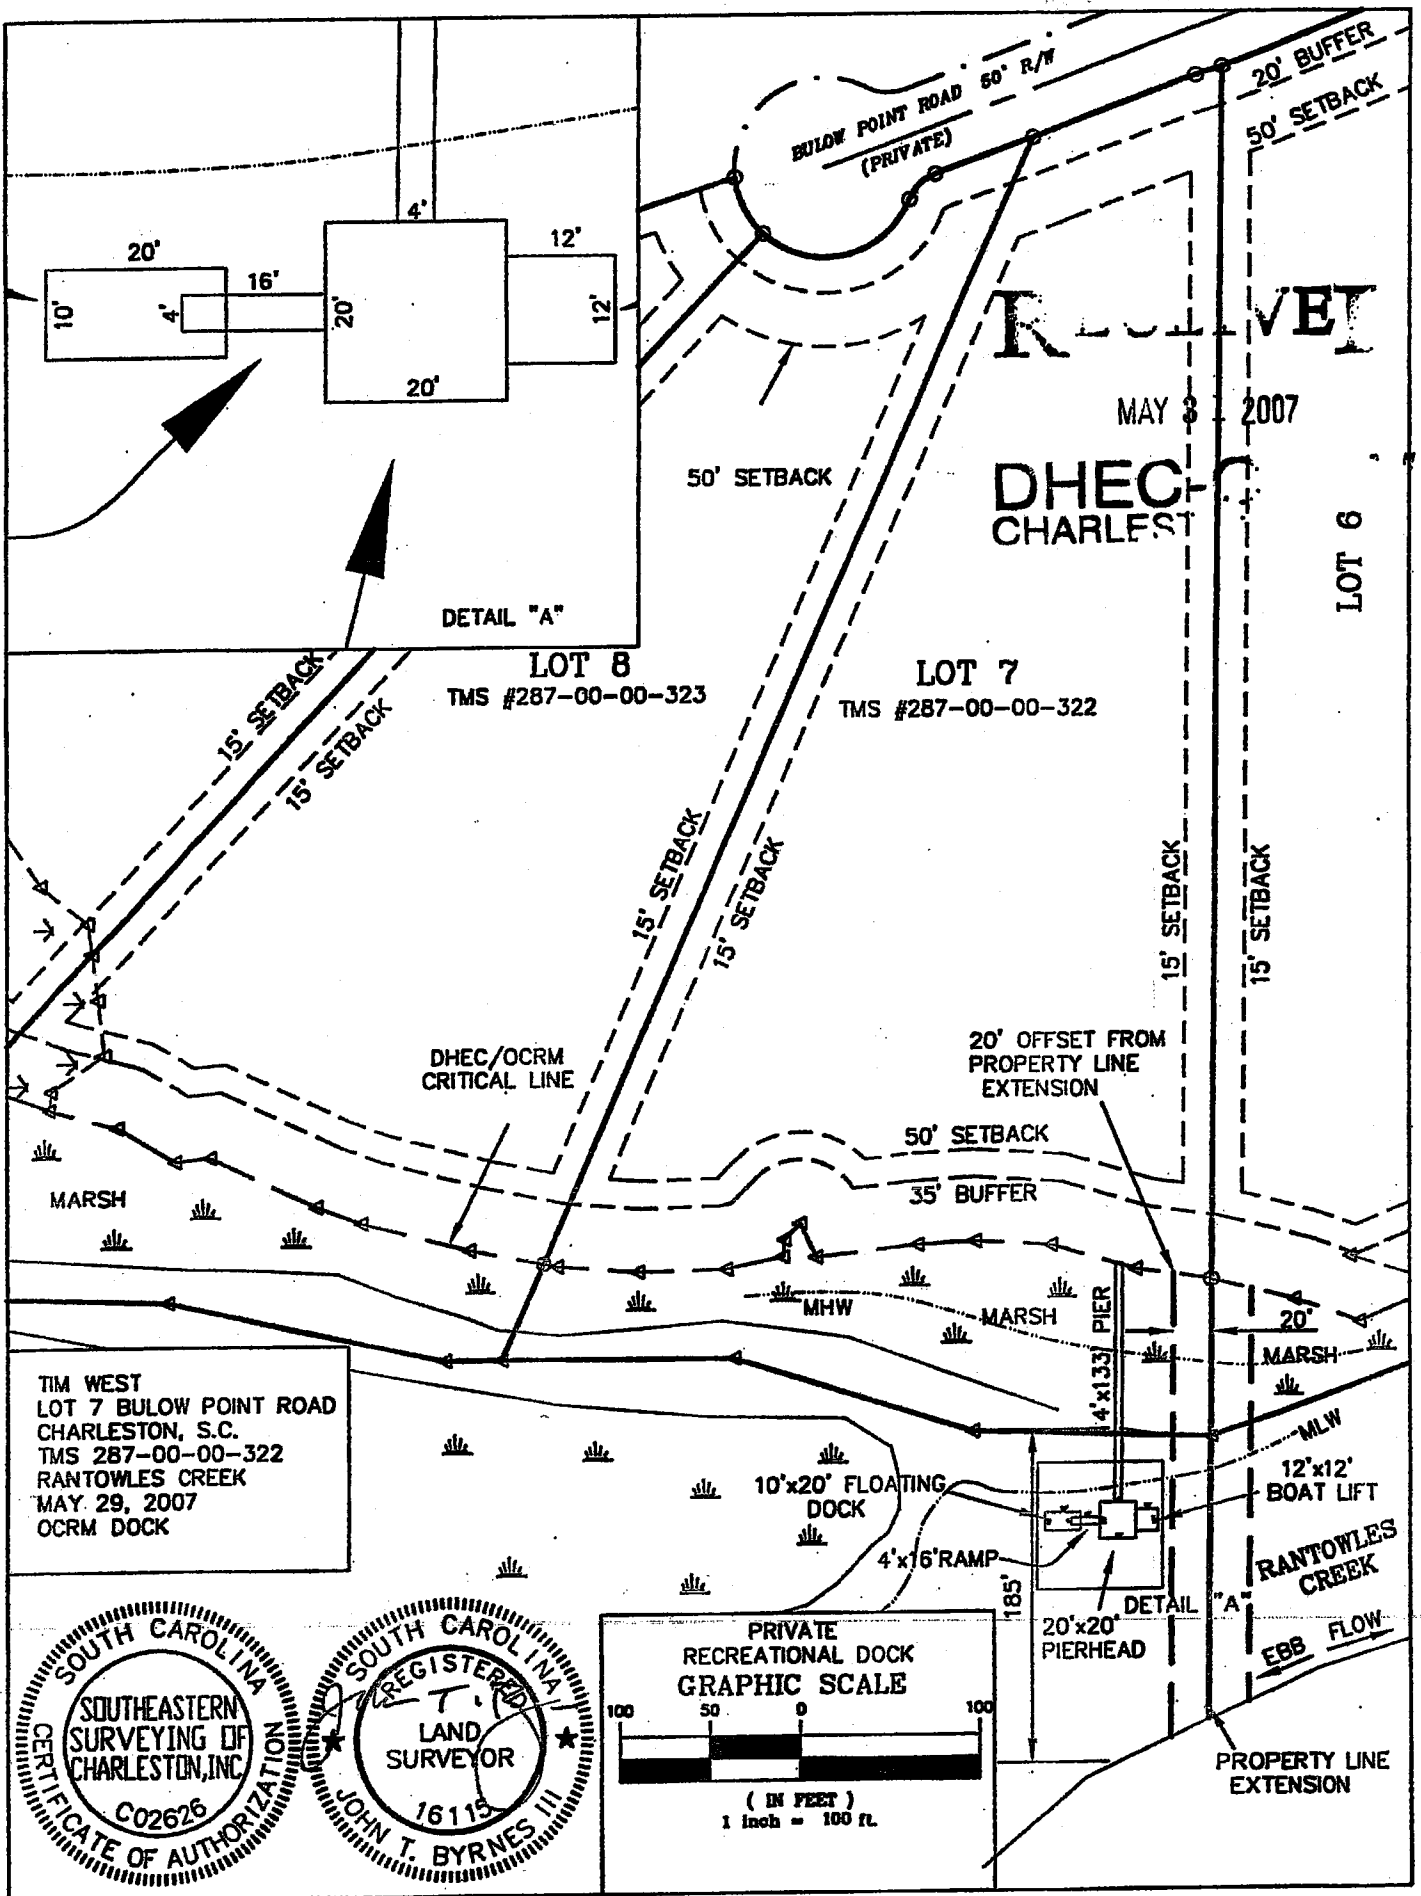 BULOW POINT ROAD 50' R/W
(PRIVATE)
20' BUFFER
50' SETBACK
4'
20'
12'
16'
10'
4'
20'
12'
20'
DETAIL "A"
MAY 2007
DHEC
50' SETBACK
LOT 6
LOT 8
TMS #287-00-00-323
LOT 7
TMS #287-00-00-322
15' SETBACK
15' SETBACK
15' SETBACK
15' SETBACK
15' SETBACK
15' SETBACK
DHEC/OCRM
CRITICAL LINE
20' OFFSET FROM
PROPERTY LINE
EXTENSION
50' SETBACK
35' BUFFER
MARSH
MHW
MARSH
4'x133' PIER
20'
MARSH
TIM WEST
LOT 7 BULOW POINT ROAD
CHARLESTON, S.C.
TMS 287-00-00-322
RANTOWLES CREEK
MAY 29, 2007
OCRM DOCK
MLW
10'x20' FLOATING
DOCK
12'x12'
BOAT LIFT
4'x16'RAMP
185'
RANTOWLES
CREEK
DETAIL "A"
20'x20'
PIERHEAD
EBB FLOW
PROPERTY LINE
EXTENSION
SOUTH CAROLINA
SOUTHEASTERN
SURVEYING OF
CHARLESTON,INC
C02626
CERTIFICATE OF AUTHORIZATION
SOUTH CAROLINA
REGISTERED
LAND
SURVEYOR
16115
JOHN T. BYRNES III
PRIVATE
RECREATIONAL DOCK
GRAPHIC SCALE
100 50 0 100
( IN FEET )
1 inch = 100 ft.